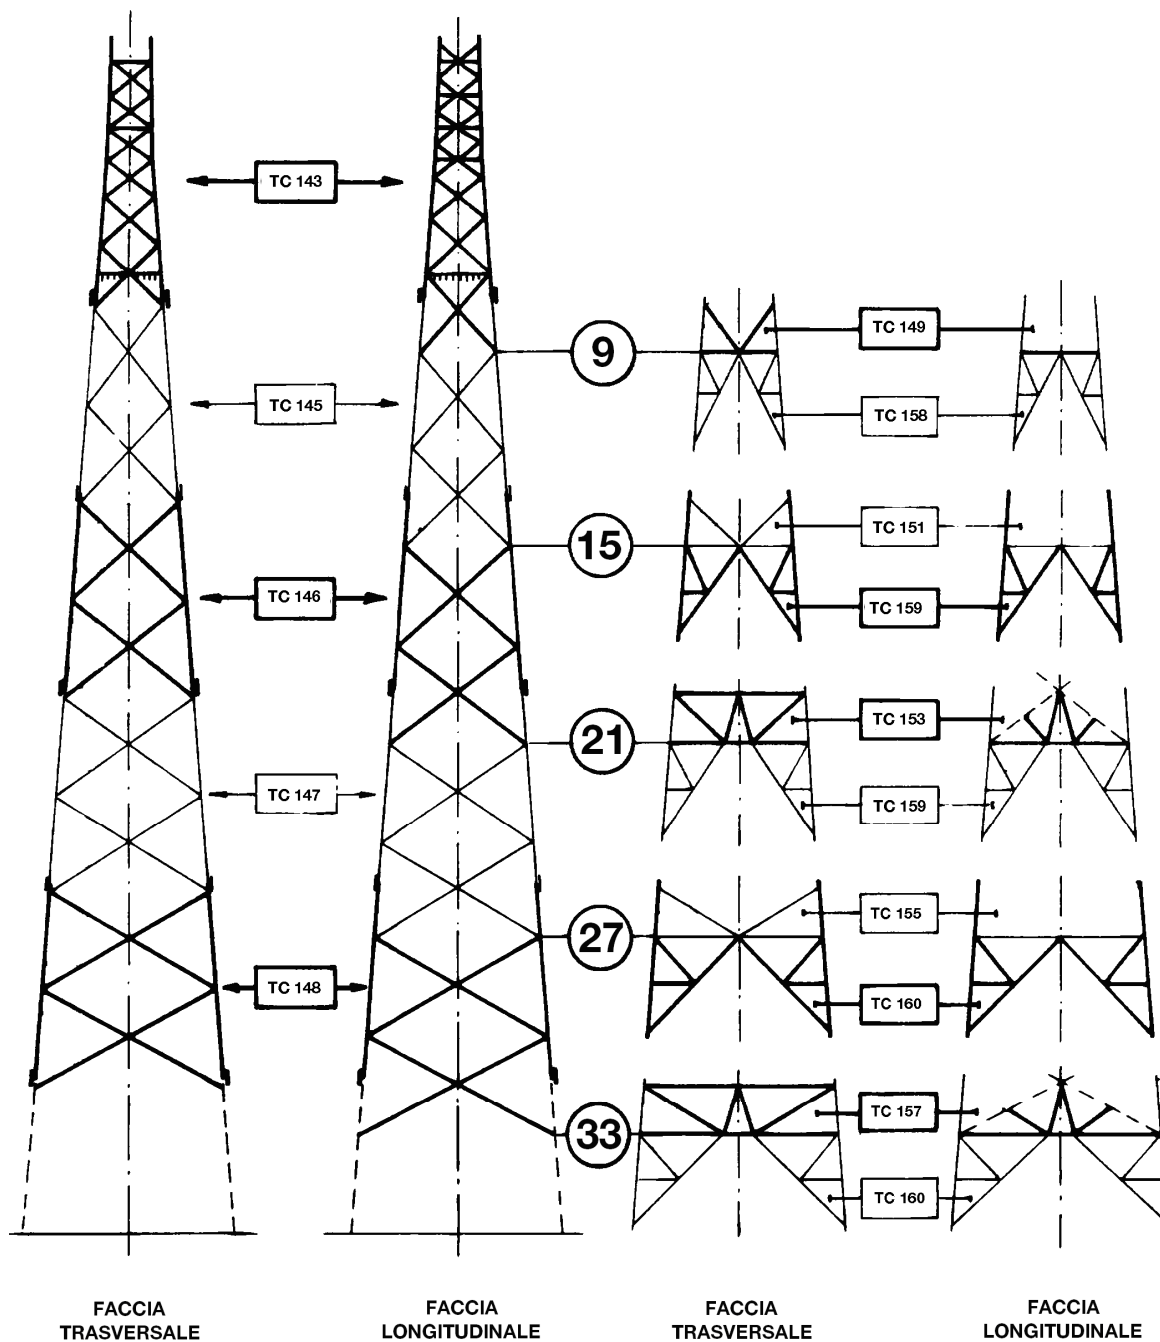 TC 143
TC 149
9
TC 145
TC 158
TC 151
15
TC 146
TC 159
TC 153
21
TC 147
TC 159
TC 155
27
TC 148
TC 160
TC 157
33
TC 160
FACCIA
TRASVERSALE
FACCIA
LONGITUDINALE
FACCIA
TRASVERSALE
FACCIA
LONGITUDINALE